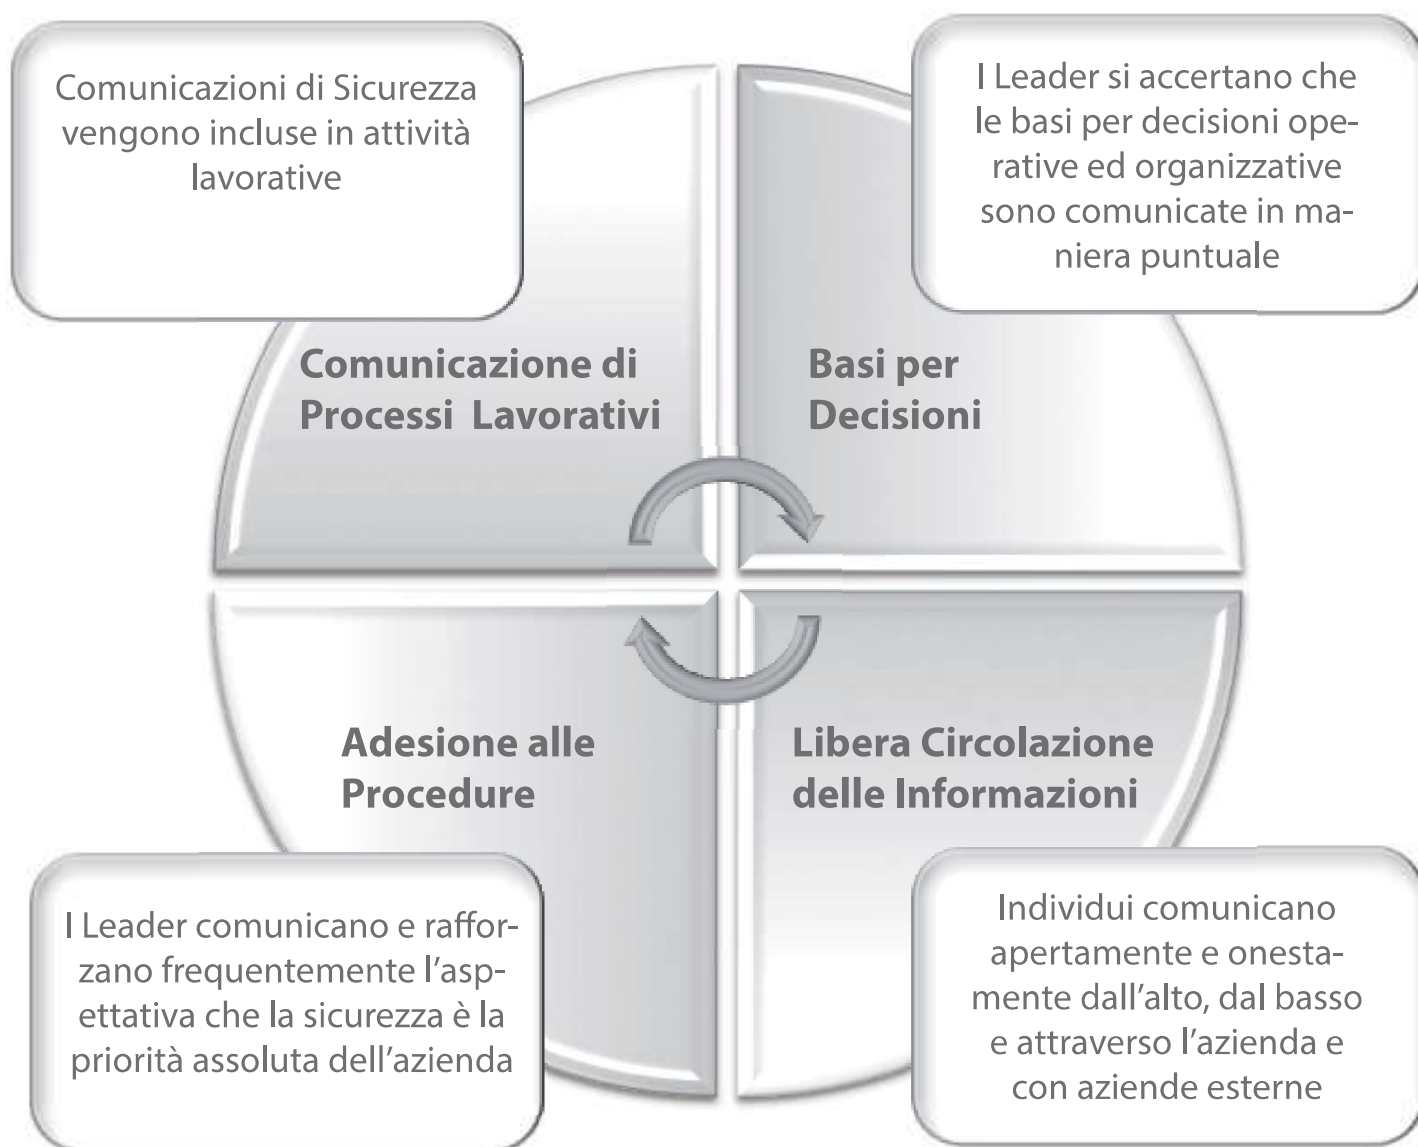 Comunicazioni di Sicurezza
vengono incluse in attività
lavorative
I Leader si accertano che
le basi per decisioni ope-
rative ed organizzative
sono comunicate in ma-
niera puntuale
Comunicazione di
Processi Lavorativi
Basi per
Decisioni
Adesione alle
Procedure
Libera Circolazione
delle Informazioni
I Leader comunicano e raffor-
zano frequentemente l’asp-
ettativa che la sicurezza è la
priorità assoluta dell’azienda
Individui comunicano
apertamente e onesta-
mente dall’alto, dal basso
e attraverso l’azienda e
con aziende esterne